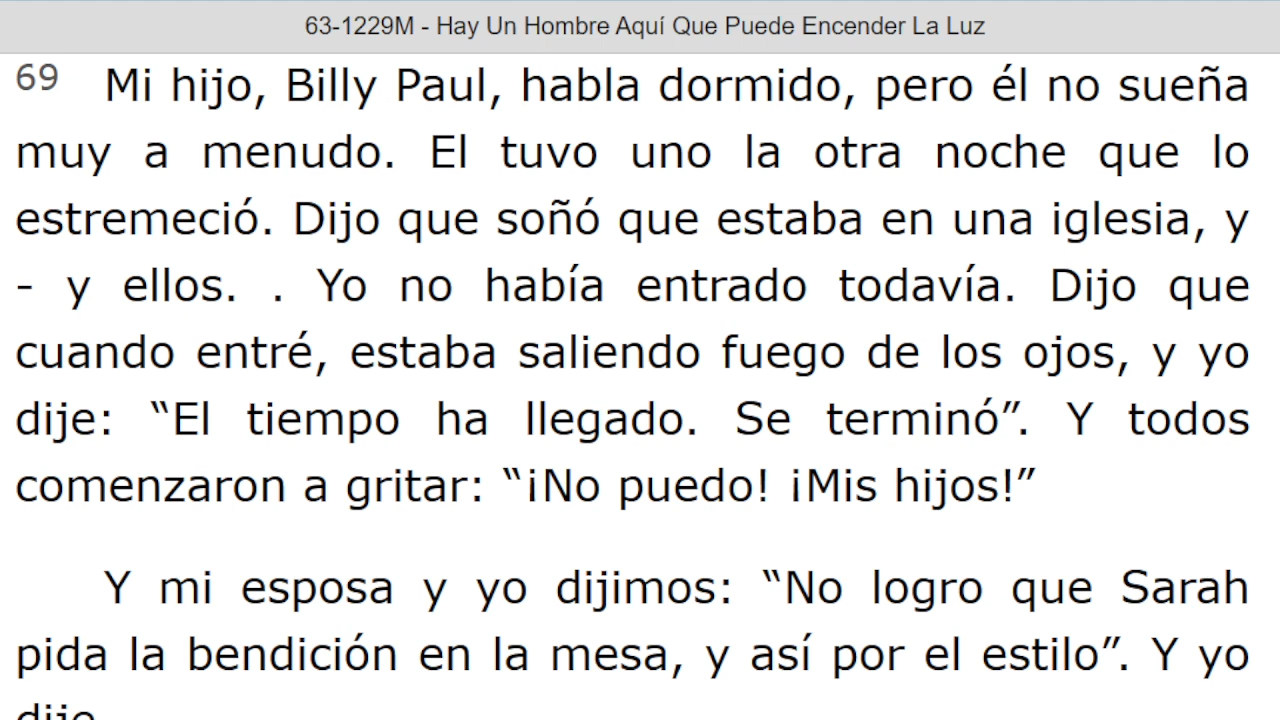 63-1229M - Hay Un Hombre Aquí Que Puede Encender La Luz
69 Mi hijo, Billy Paul, habla dormido, pero él no sueña
muy a menudo. El tuvo uno la otra noche que lo
estremeció. Dijo que soñó que estaba en una iglesia, y
- y ellos. . Yo no había entrado todavía. Dijo que
cuando entré, estaba saliendo fuego de los ojos, y yo
dije: “El tiempo ha llegado. Se terminó”. Y todos
comenzaron a gritar: “¡No puedo! ¡Mis hijos!”
Y mi esposa y yo dijimos: “No logro que Sarah
pida la bendición en la mesa, y así por el estilo”. Y yo
dije